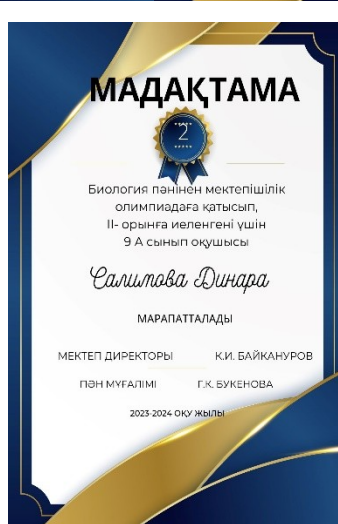 МАДАҚТАМА
2
Биология пәнінен мектепішілік
олимпиадаға қатысып,
II- орынға иеленгені үшін
9 А сынып оқушысы
Салимова Динара
МАРАПАТТАЛАДЫ
МЕКТЕП ДИРЕКТОРЫ К.И. БАЙКАНУРОВ
ПӘН МҰҒАЛІМІ Г.К. БУКЕНОВА
2023-2024 ОҚУ ЖЫЛЫ